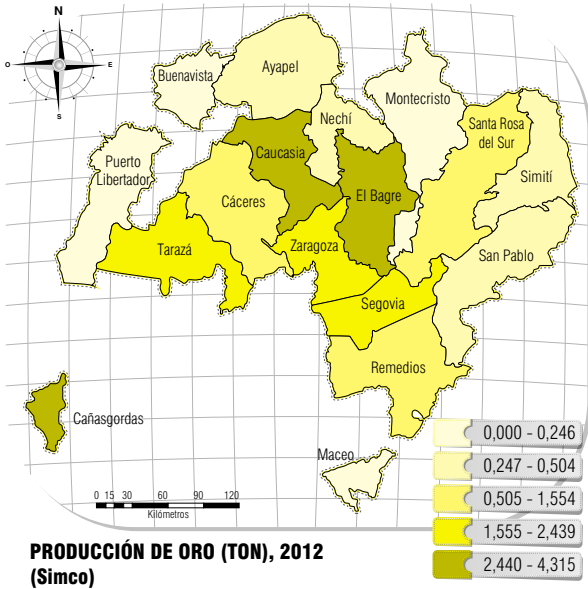 N
O
E
S
Buenavista
Ayapel
Montecristo
Nechí
Santa Rosa
del Sur
Caucasia
Puerto
Libertador
Simití
Cáceres
El Bagre
Tarazá
Zaragoza
San Pablo
Segovia
Remedios
Cañasgordas
Maceo
0,000 - 0,246
0,247 - 0,504
0,505 - 1,554
1,555 - 2,439
2,440 - 4,315
0 15 30 60 90 120
Kilómetros
PRODUCCIÓN DE ORO (TON), 2012
(Simco)